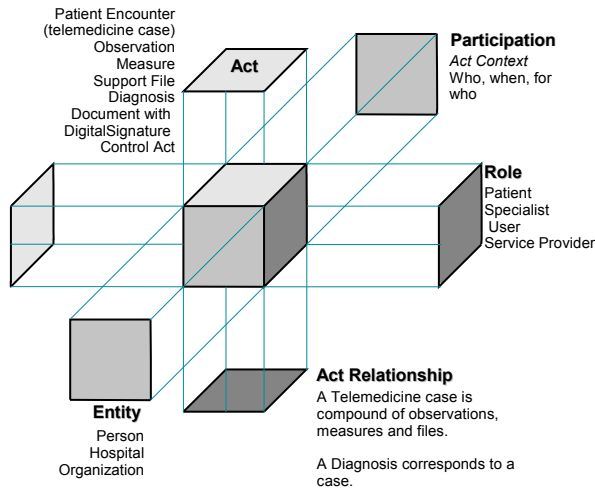 Patient Encounter
(telemedicine case)
Observation
Measure
Support File
Diagnosis
Document with
DigitalSignature
Control Act
Act
Participation
Act Context
Who, when, for
who
Role
Patient
Specialist
User
Service Provider
Entity
Person
Hospital
Organization
Act Relationship
A Telemedicine case is
compound of observations,
measures and files.
A Diagnosis corresponds to a
case.